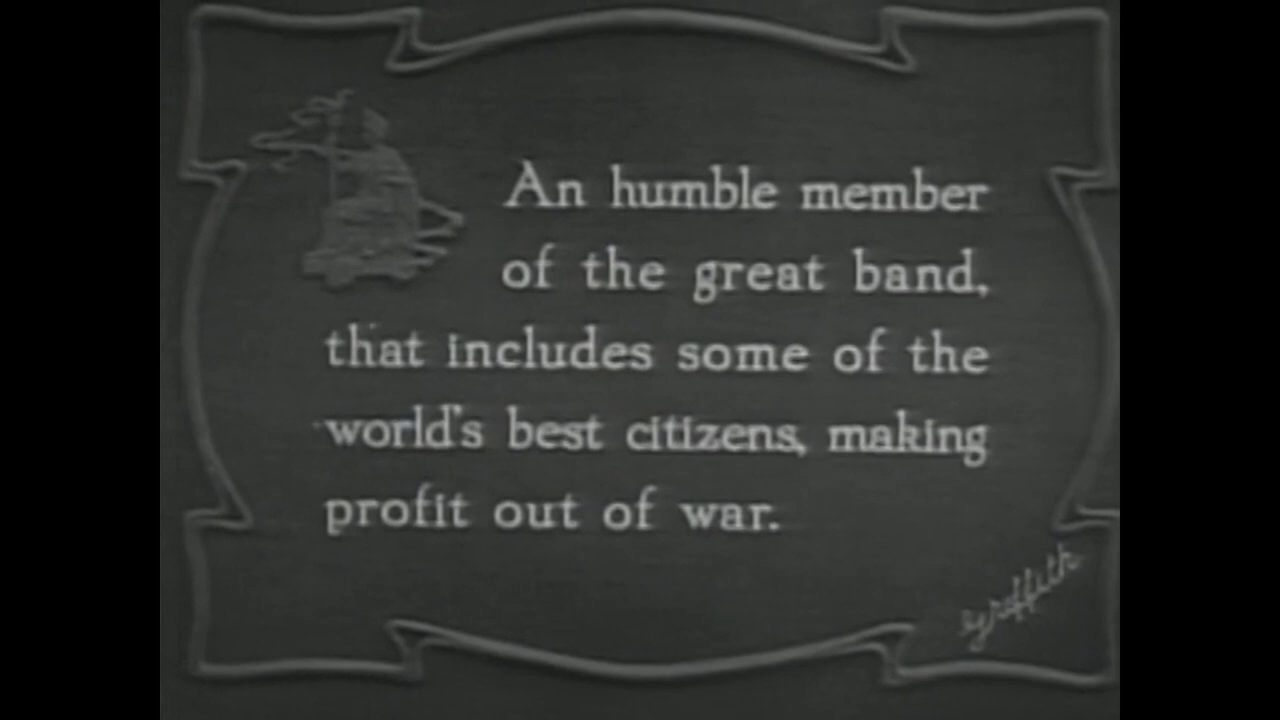 An humble member
of the great band,
that includes some of the
world's best citizens, making
profit out of war.
Griffith